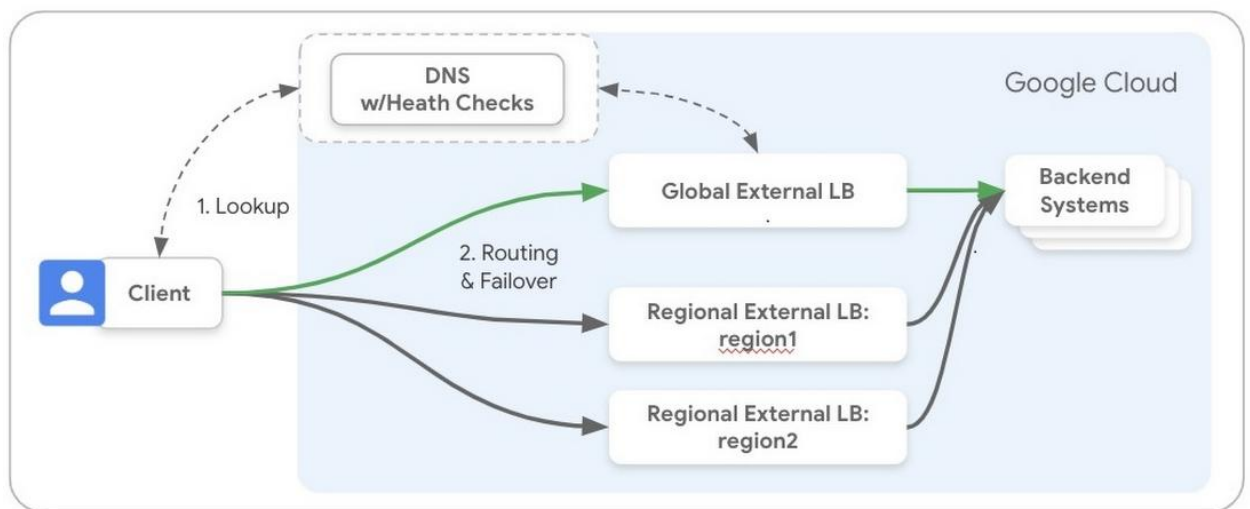 DNS
w/Heath Checks
Google Cloud
Global External LB
Backend
Systems
1. Lookup
2. Routing
& Failover
Client
Regional External LB:
region1
Regional External LB:
region2